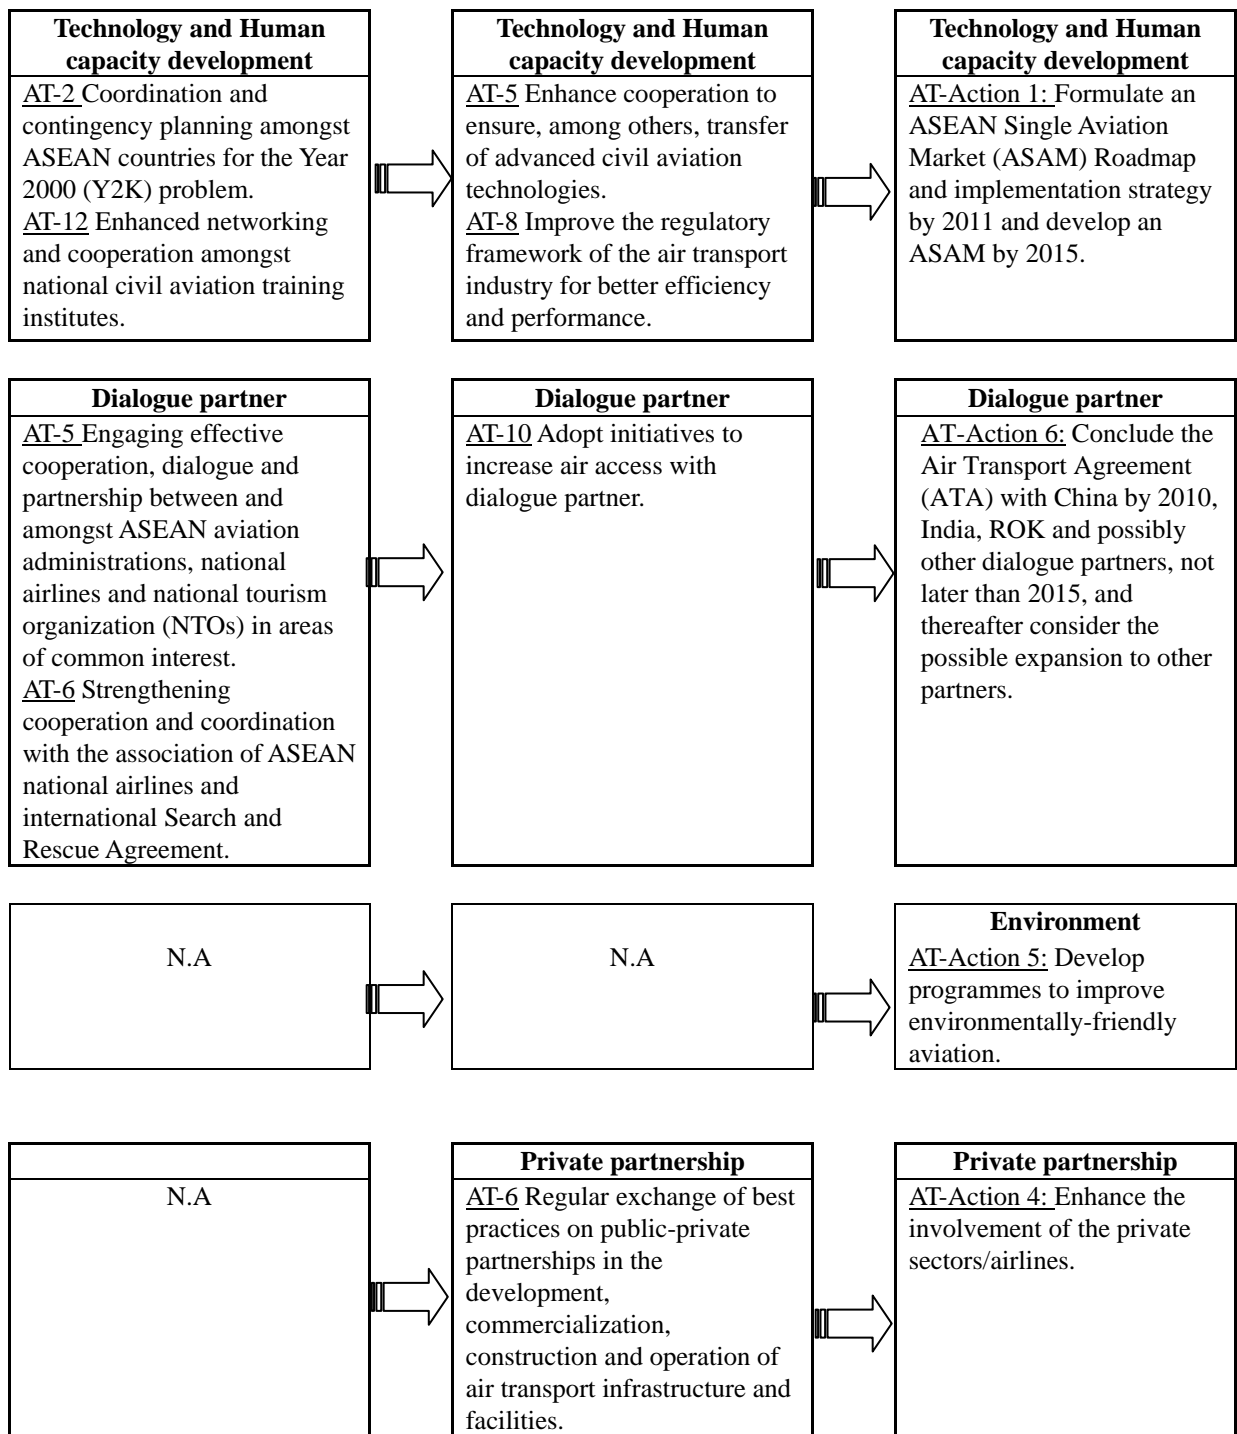 Technology and Human
capacity development
AT-2 Coordination and
contingency planning amongst
ASEAN countries for the Year
2000 (Y2K) problem.
AT-12 Enhanced networking
and cooperation amongst
national civil aviation training
institutes.
Technology and Human
capacity development
AT-5 Enhance cooperation to
ensure, among others, transfer
of advanced civil aviation
technologies.
AT-8 Improve the regulatory
framework of the air transport
industry for better efficiency
and performance.
Technology and Human
capacity development
AT-Action 1: Formulate an
ASEAN Single Aviation
Market (ASAM) Roadmap
and implementation strategy
by 2011 and develop an
ASAM by 2015.
Dialogue partner
AT-5 Engaging effective
cooperation, dialogue and
partnership between and
amongst ASEAN aviation
administrations, national
airlines and national tourism
organization (NTOs) in areas
of common interest.
AT-6 Strengthening
cooperation and coordination
with the association of ASEAN
national airlines and
international Search and
Rescue Agreement.
Dialogue partner
AT-10 Adopt initiatives to
increase air access with
dialogue partner.
Dialogue partner
AT-Action 6: Conclude the
Air Transport Agreement
(ATA) with China by 2010,
India, ROK and possibly
other dialogue partners, not
later than 2015, and
thereafter consider the
possible expansion to other
partners.
N.A
N.A
Environment
AT-Action 5: Develop
programmes to improve
environmentally-friendly
aviation.
N.A
Private partnership
AT-6 Regular exchange of best
practices on public-private
partnerships in the
development,
commercialization,
construction and operation of
air transport infrastructure and
facilities.
Private partnership
AT-Action 4: Enhance the
involvement of the private
sectors/airlines.